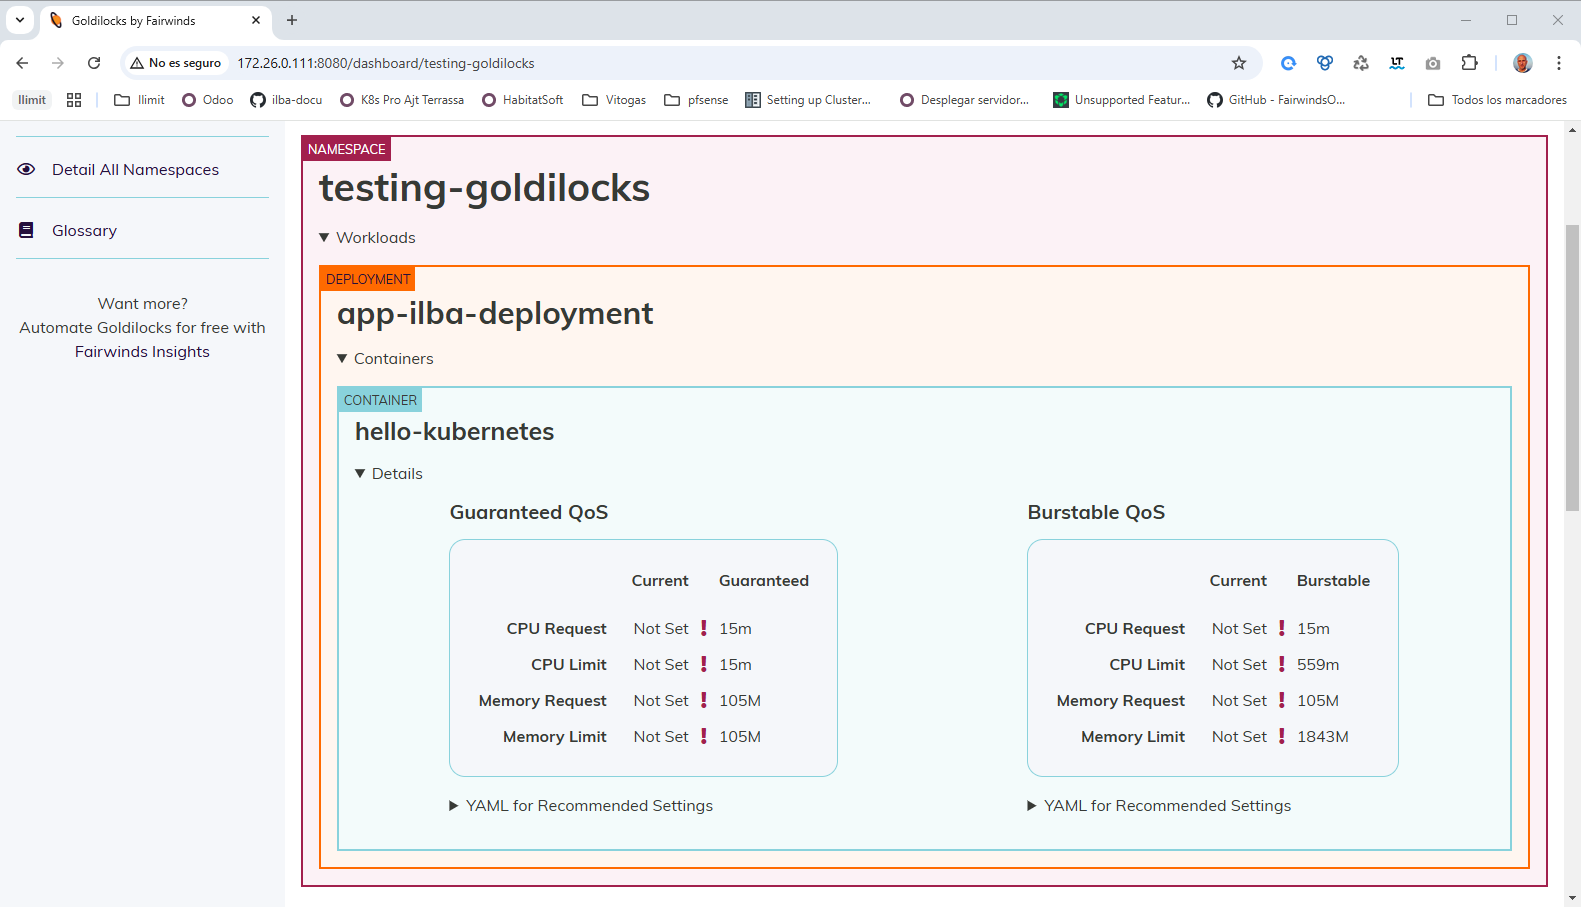 Goldilocks by Fairwinds
No es seguro 172.26.0.111:8080/dashboard/testing-goldilocks
LT
Ilimit Ilimit Odoo ilba-docu K8s Pro Ajt Terrassa HabitatSoft Vitogas pfsense Setting up Cluster... Desplegar servidor... Unsupported Featur... GitHub - FairwindsO... Todos los marcadores
Detail All Namespaces
Glossary
Want more?
Automate Goldilocks for free with
Fairwinds Insights
NAMESPACE
testing-goldilocks
Workloads
DEPLOYMENT
app-ilba-deployment
Containers
CONTAINER
hello-kubernetes
Details
Guaranteed QoS
Current Guaranteed
CPU Request Not Set ! 15m
CPU Limit Not Set ! 15m
Memory Request Not Set ! 105M
Memory Limit Not Set ! 105M
YAML for Recommended Settings
Burstable QoS
Current Burstable
CPU Request Not Set ! 15m
CPU Limit Not Set ! 559m
Memory Request Not Set ! 105M
Memory Limit Not Set ! 1843M
YAML for Recommended Settings